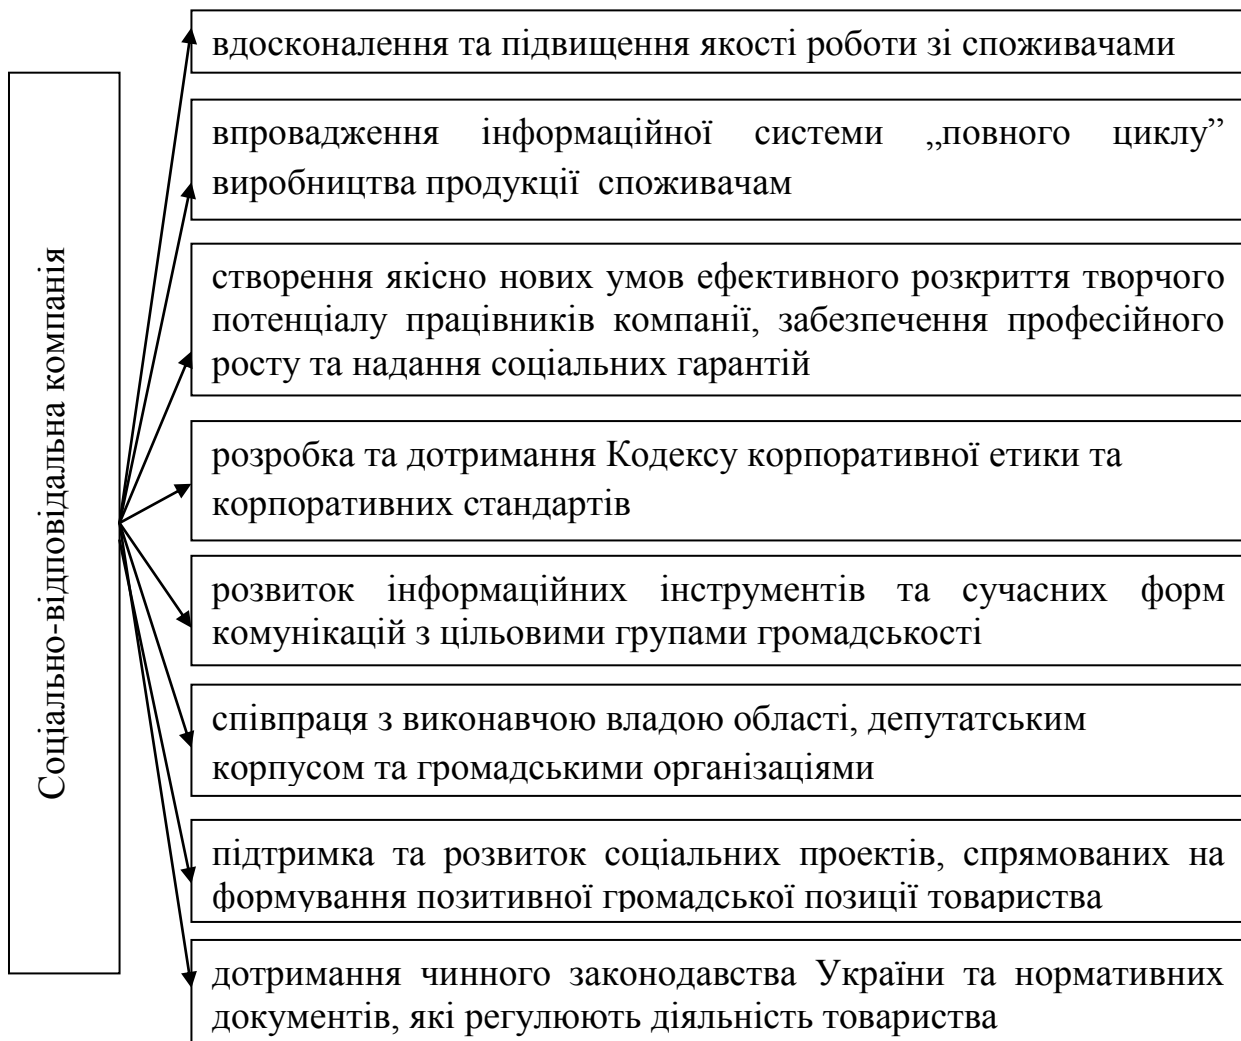 Соціально-відповідальна компанія
вдосконалення та підвищення якості роботи зі споживачами
впровадження інформаційної системи „повного циклу”
виробництва продукції споживачам
створення якісно нових умов ефективного розкриття творчого
потенціалу працівників компанії, забезпечення професійного
росту та надання соціальних гарантій
розробка та дотримання Кодексу корпоративної етики та
корпоративних стандартів
розвиток інформаційних інструментів та сучасних форм
комунікацій з цільовими групами громадськості
співпраця з виконавчою владою області, депутатським
корпусом та громадськими організаціями
підтримка та розвиток соціальних проектів, спрямованих на
формування позитивної громадської позиції товариства
дотримання чинного законодавства України та нормативних
документів, які регулюють діяльність товариства